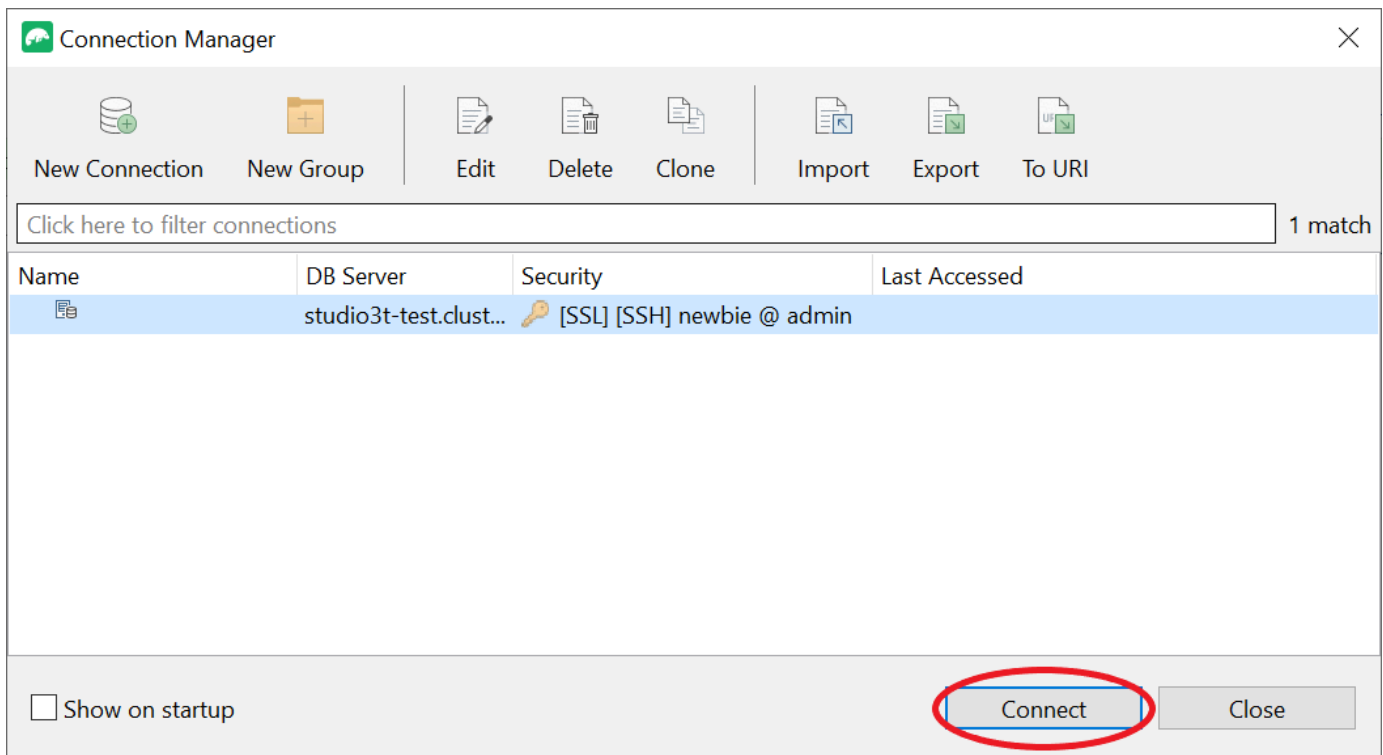 Connection Manager
New Connection New Group Edit Delete Clone Import Export To URI
Click here to filter connections 1 match
Name DB Server Security Last Accessed
studio3t-test.clust... [SSL] [SSH] newbie @ admin
Show on startup Connect Close